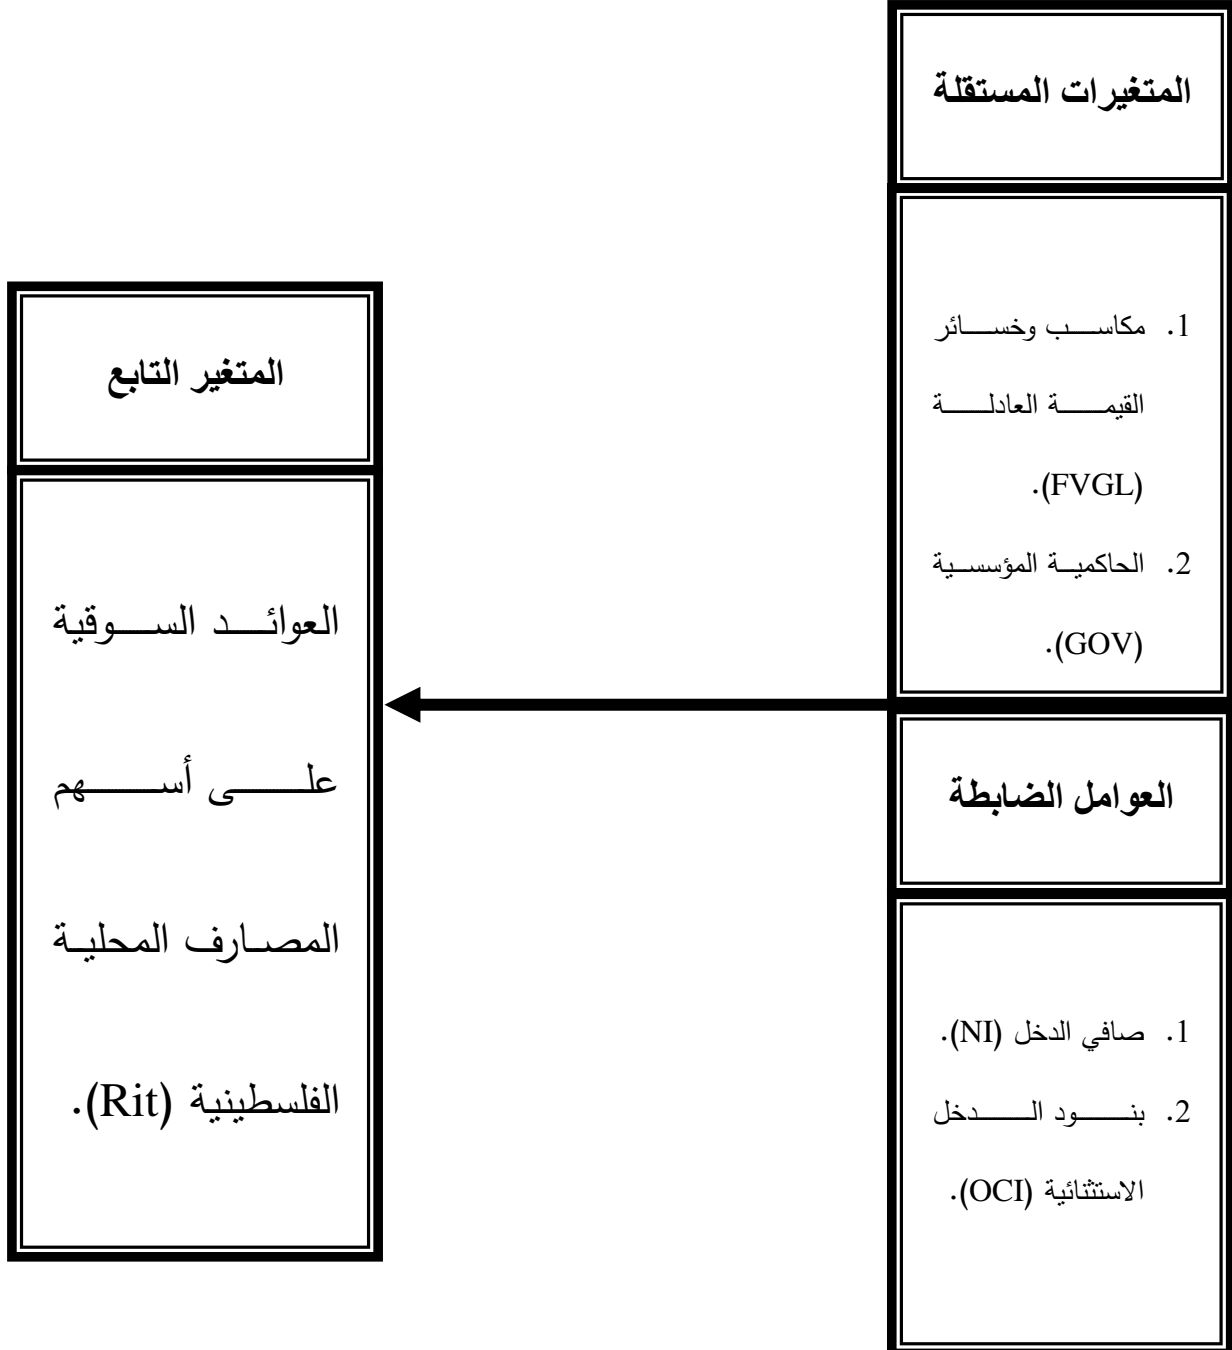 المتغيرات المستقلة
1. مكاسب وخسائر
القيمة العادلة
(FVGL).
2. الحاكمية المؤسسية
(GOV).
العوامل الضابطة
1. صافي الدخل (NI).
2. بنود الدخل
الاستثنائية (OCI).
المتغير التابع
العوائد السوقية
على أسهم
المصارف المحلية
الفلسطينية (Rit).